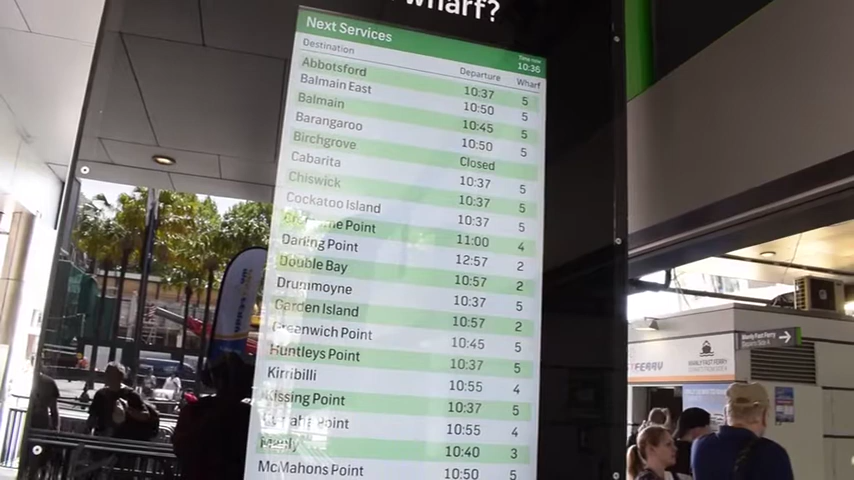 wharf?
Next Services
Time now
10:36
Destination Departure Wharf
Abbotsford 10:37 5
Balmain East 10:50 5
Balmain 10:45 5
Barangaroo 10:50 5
Birchgrove Closed
Cabarita 10:37 5
Chiswick 10:37 5
Cockatoo Island 10:37 5
Point 11:00 4
Darling Point 12:57 2
Double Bay 10:57 2
Drummoyne 10:37 5
Garden Island 10:57 2
Greenwich Point 10:45 5
Huntleys Point 10:37 5
Kirribilli 10:55 4
Kissing Point 10:37 5
Point 10:55 4
Manly 10:40 3
McMahons Point 10:50 5
Manly Fast Ferry
MANLY FAST FERRY
FERRY